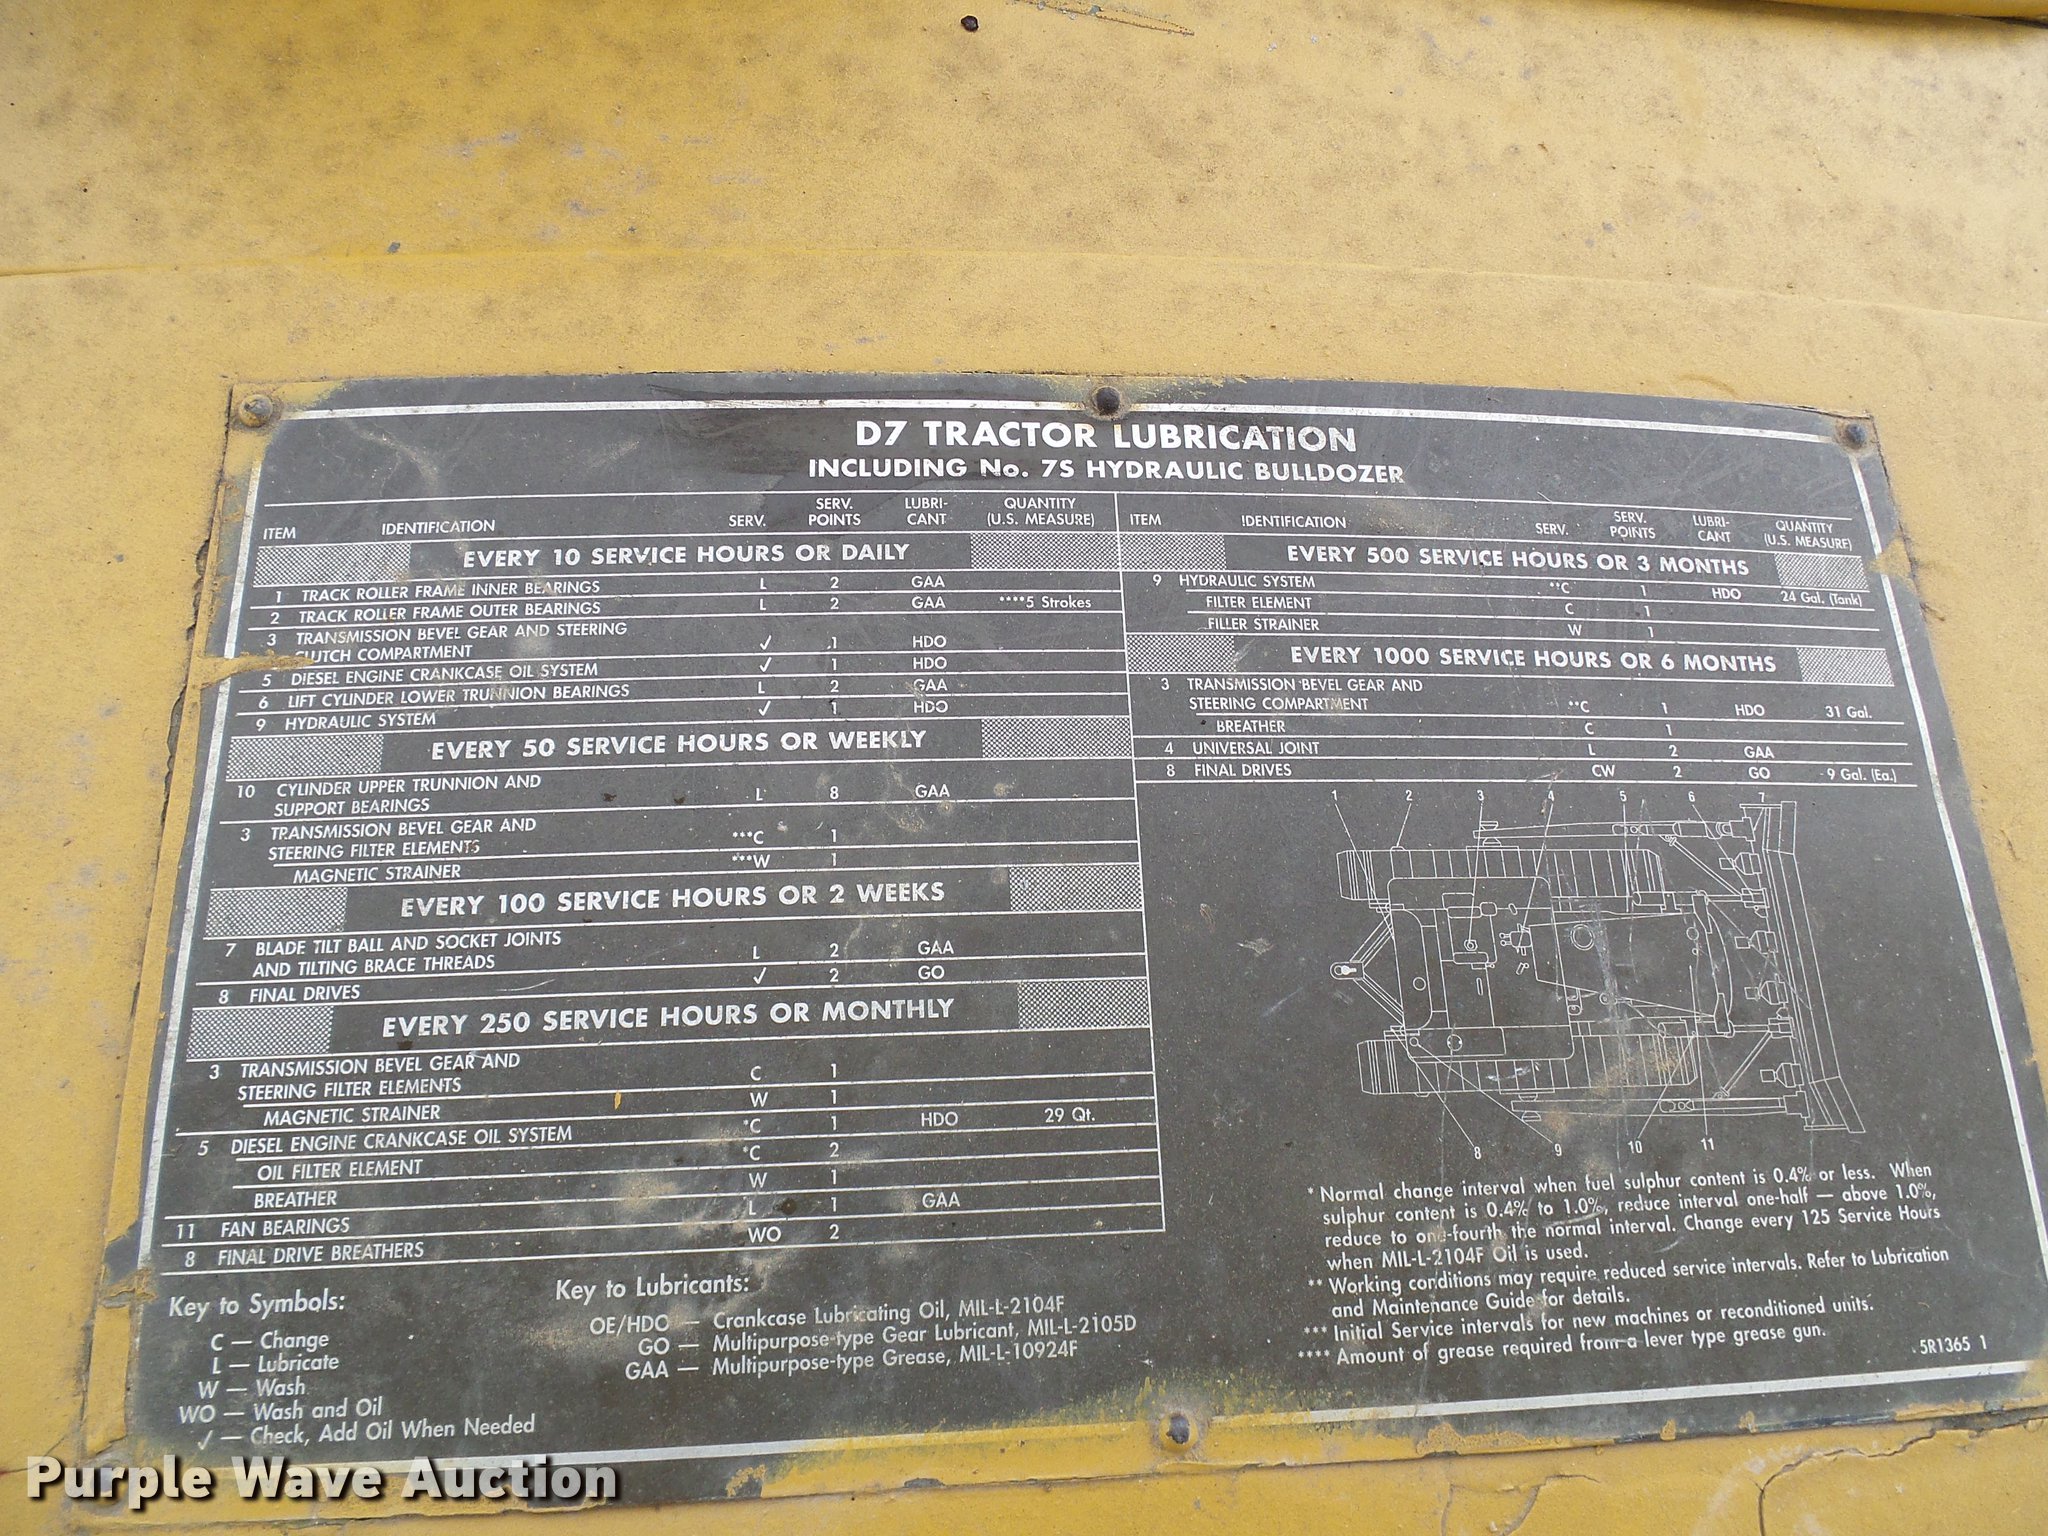 D7 TRACTOR LUBRICATION
INCLUDING No. 7S HYDRAULIC BULLDOZER
ITEM IDENTIFICATION SERV. SERV. POINTS LUBRI- CANT QUANTITY (U.S. MEASURE)
EVERY 10 SERVICE HOURS OR DAILY
1 TRACK ROLLER FRAME INNER BEARINGS L 2 GAA
2 TRACK ROLLER FRAME OUTER BEARINGS L 2 GAA ****5 Strokes
3 TRANSMISSION BEVEL GEAR AND STEERING
CLUTCH COMPARTMENT ✓ 1 HDO
5 DIESEL ENGINE CRANKCASE OIL SYSTEM ✓ 1 HDO
6 LIFT CYLINDER LOWER TRUNNION BEARINGS L 2 GAA
9 HYDRAULIC SYSTEM ✓ 1 HDO
EVERY 50 SERVICE HOURS OR WEEKLY
10 CYLINDER UPPER TRUNNION AND
SUPPORT BEARINGS L 8 GAA
3 TRANSMISSION BEVEL GEAR AND
STEERING FILTER ELEMENTS ***C 1
MAGNETIC STRAINER ***W 1
EVERY 100 SERVICE HOURS OR 2 WEEKS
7 BLADE TILT BALL AND SOCKET JOINTS
AND TILTING BRACE THREADS L 2 GAA
8 FINAL DRIVES ✓ 2 GO
EVERY 250 SERVICE HOURS OR MONTHLY
3 TRANSMISSION BEVEL GEAR AND
STEERING FILTER ELEMENTS C 1
MAGNETIC STRAINER W 1
5 DIESEL ENGINE CRANKCASE OIL SYSTEM *C 1 HDO 29 Qt.
OIL FILTER ELEMENT *C 2
BREATHER W 1
11 FAN BEARINGS L 1 GAA
8 FINAL DRIVE BREATHERS WO 2
ITEM IDENTIFICATION SERV. SERV. POINTS LUBRI- CANT QUANTITY (U.S. MEASURE)
EVERY 500 SERVICE HOURS OR 3 MONTHS
9 HYDRAULIC SYSTEM **C 1 HDO 24 Gal. (Tank)
FILTER ELEMENT C 1
FILLER STRAINER W 1
EVERY 1000 SERVICE HOURS OR 6 MONTHS
3 TRANSMISSION BEVEL GEAR AND
STEERING COMPARTMENT **C 1 HDO 31 Gal.
BREATHER C 1
4 UNIVERSAL JOINT L 2 GAA
8 FINAL DRIVES CW 2 GO 9 Gal. (Ea.)
1 2 3 4 5 6 7
8 9 10 11
* Normal change interval when fuel sulphur content is 0.4% or less. When
sulphur content is 0.4% to 1.0%, reduce interval one-half — above 1.0%,
reduce to one-fourth the normal interval. Change every 125 Service Hours
when MIL-L-2104F Oil is used.
** Working conditions may require reduced service intervals. Refer to Lubrication
and Maintenance Guide for details.
*** Initial Service intervals for new machines or reconditioned units.
**** Amount of grease required from a lever type grease gun.
5R1365 1
Key to Symbols:
C — Change
L — Lubricate
W — Wash
WO — Wash and Oil
✓ — Check, Add Oil When Needed
Key to Lubricants:
OE/HDO — Crankcase Lubricating Oil, MIL-L-2104F
GO — Multipurpose-type Gear Lubricant, MIL-L-2105D
GAA — Multipurpose-type Grease, MIL-L-10924F
Purple Wave Auction